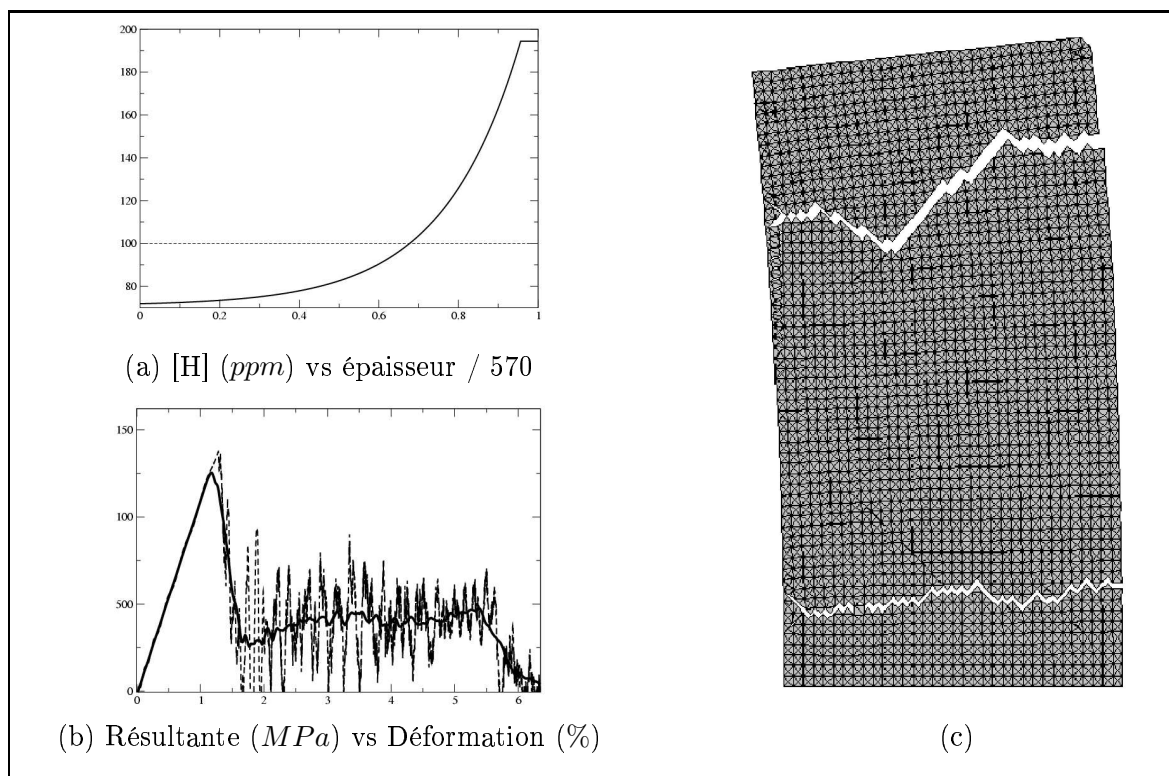 200
180
160
140
120
100
80
0 0.2 0.4 0.6 0.8 1
(a) [H] (ppm) vs épaisseur / 570
150
100
500
0
0 1 2 3 4 5 6
(b) Résultante (MPa) vs Déformation (%)
(c)